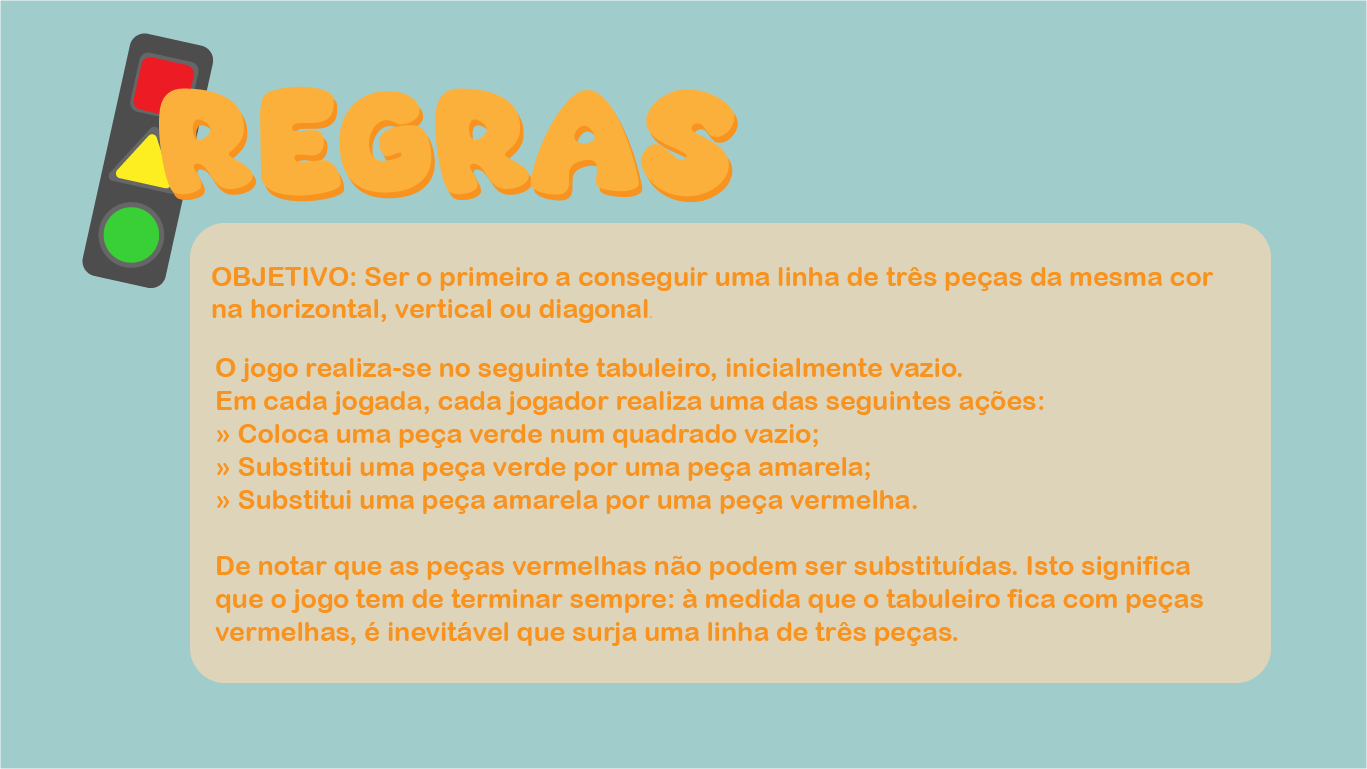 REGRAS
OBJETIVO: Ser o primeiro a conseguir uma linha de três peças da mesma cor
na horizontal, vertical ou diagonal.
O jogo realiza-se no seguinte tabuleiro, inicialmente vazio.
Em cada jogada, cada jogador realiza uma das seguintes ações:
» Coloca uma peça verde num quadrado vazio;
» Substitui uma peça verde por uma peça amarela;
» Substitui uma peça amarela por uma peça vermelha.
De notar que as peças vermelhas não podem ser substituídas. Isto significa
que o jogo tem de terminar sempre: à medida que o tabuleiro fica com peças
vermelhas, é inevitável que surja uma linha de três peças.